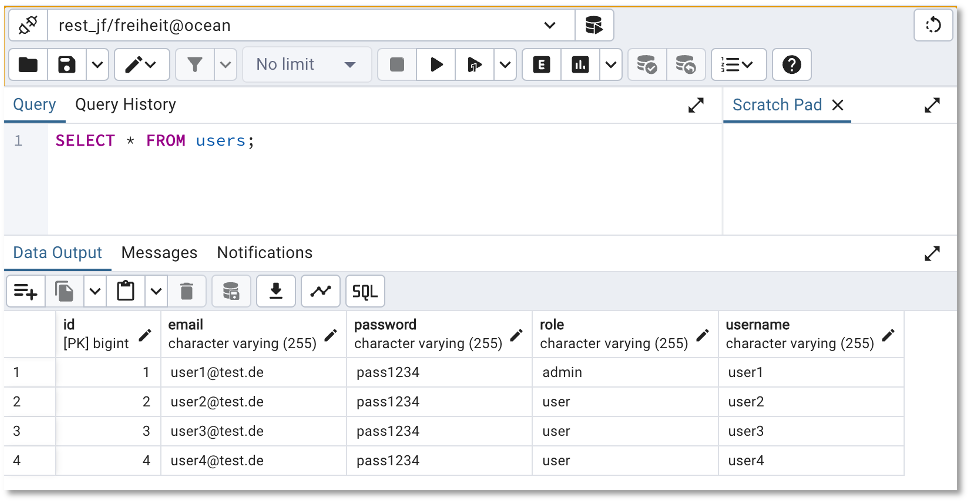 rest_jf/freiheit@ocean
No limit
E
Query Query History Scratch Pad
1 SELECT * FROM users;
Data Output Messages Notifications
SQL
id email password role username
[PK] bigint character varying (255) character varying (255) character varying (255) character varying (255)
1 1 user1@test.de pass1234 admin user1
2 2 user2@test.de pass1234 user user2
3 3 user3@test.de pass1234 user user3
4 4 user4@test.de pass1234 user user4